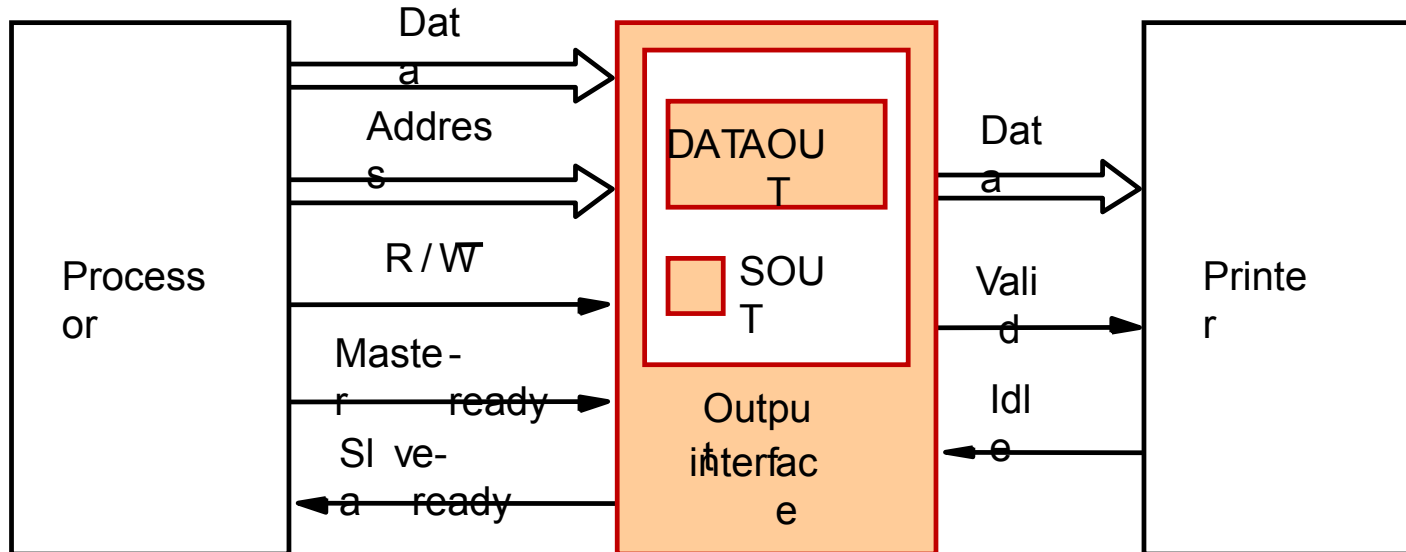 Dat
a
Addres
s
R / W
Maste -
r ready
Sl ve-
a ready
Process
or
DATAOU
T
SOU
T
Outpu
t
interfac
e
Dat
a
Vali
d
Idl
e
Printe
r